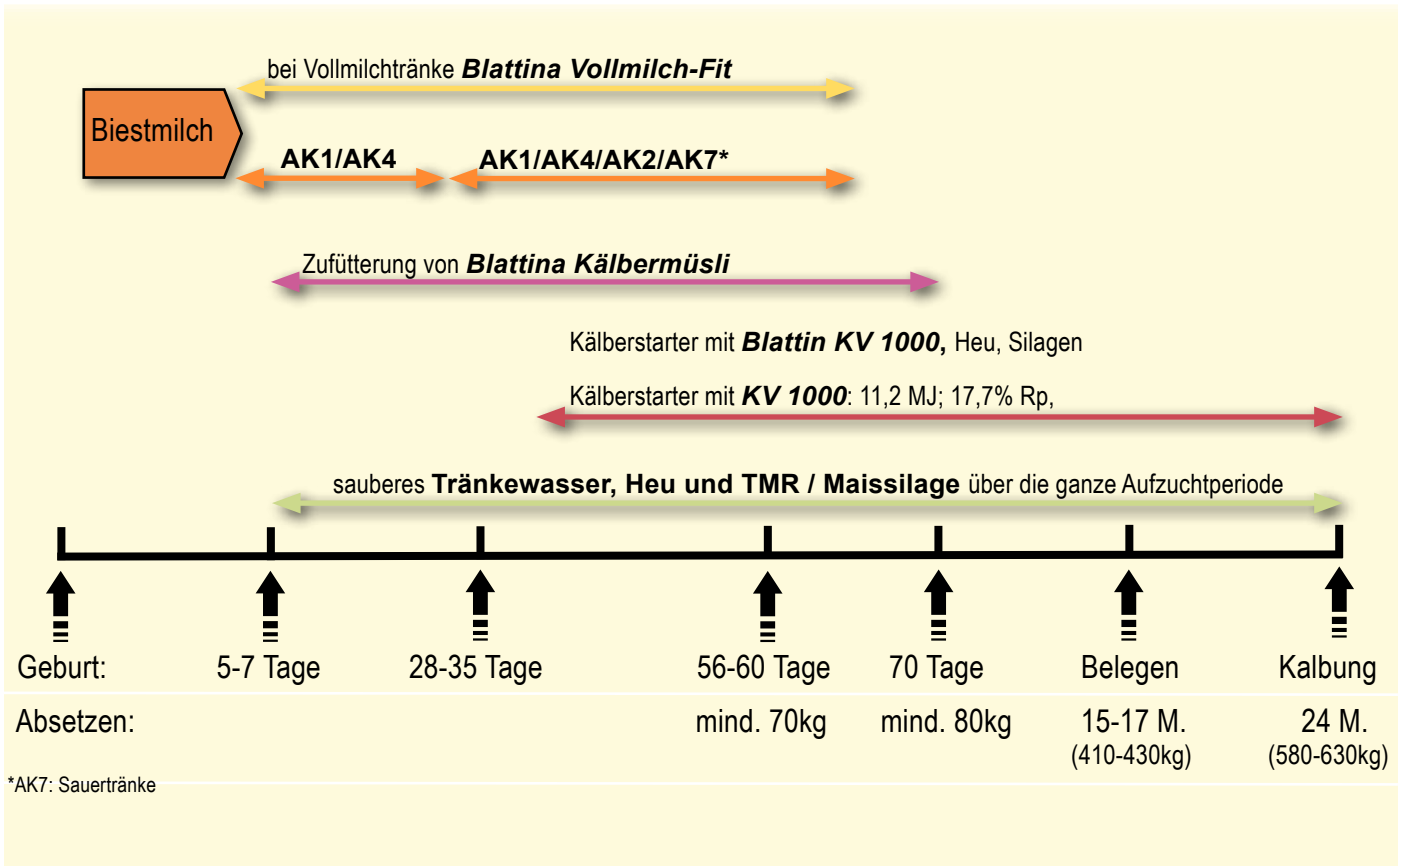 bei Vollmilchtränke Blattina Vollmilch-Fit
Biestmilch
AK1/AK4
AK1/AK4/AK2/AK7*
Zufütterung von Blattina Kälbermüsli
Kälberstarter mit Blattin KV 1000, Heu, Silagen
Kälberstarter mit KV 1000: 11,2 MJ; 17,7% Rp,
sauberes Tränkewasser, Heu und TMR / Maissilage über die ganze Aufzuchtperiode
Geburt: 5-7 Tage 28-35 Tage 56-60 Tage 70 Tage Belegen Kalbung
Absetzen: mind. 70kg mind. 80kg 15-17 M. 24 M.
(410-430kg) (580-630kg)
*AK7: Sauertränke